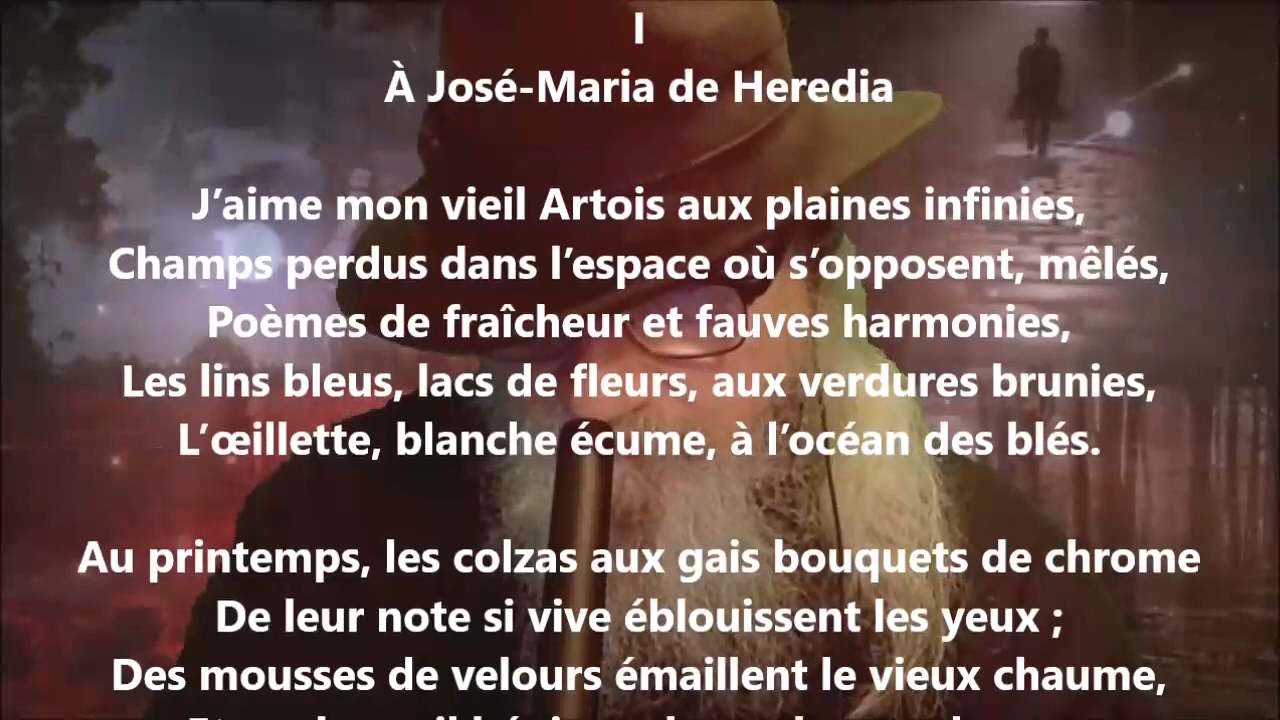 I
À José-Maria de Heredia
J’aime mon vieil Artois aux plaines infinies,
Champs perdus dans l’espace où s’opposent, mêlés,
Poèmes de fraîcheur et fauves harmonies,
Les lins bleus, lacs de fleurs, aux verdures brunies,
L’œillette, blanche écume, à l’océan des blés.
Au printemps, les colzas aux gais bouquets de chrome
De leur note si vive éblouissent les yeux ;
Des mousses de velours émaillent le vieux chaume,